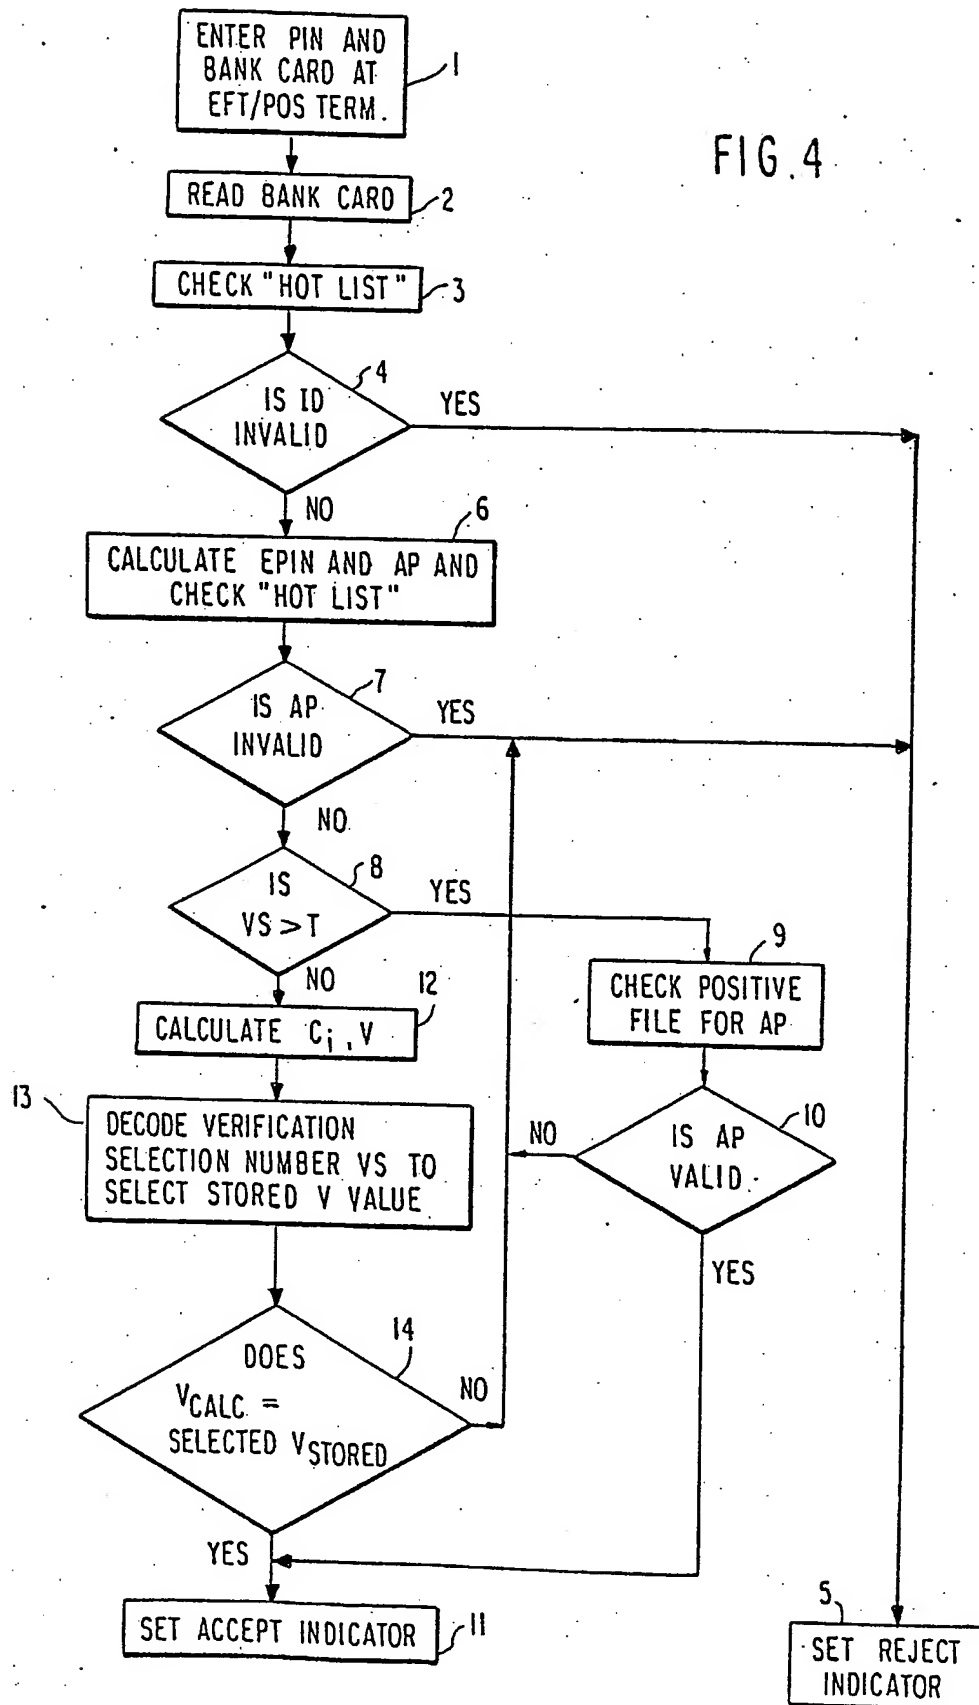 ENTER PIN AND
BANK CARD AT
EFT/POS TERM.
1
FIG.4
READ BANK CARD
2
CHECK "HOT LIST"
3
4
IS ID
INVALID
YES
NO
6
CALCULATE EPIN AND AP AND
CHECK "HOT LIST"
7
IS AP
INVALID
YES
NO
8
IS
VS > T
YES
NO
9
CHECK POSITIVE
FILE FOR AP
12
CALCULATE Ci, V
13
DECODE VERIFICATION
SELECTION NUMBER VS TO
SELECT STORED V VALUE
10
IS AP
VALID
NO
YES
14
DOES
VCALC =
SELECTED VSTORED
NO
YES
SET ACCEPT INDICATOR
11
5
SET REJECT
INDICATOR